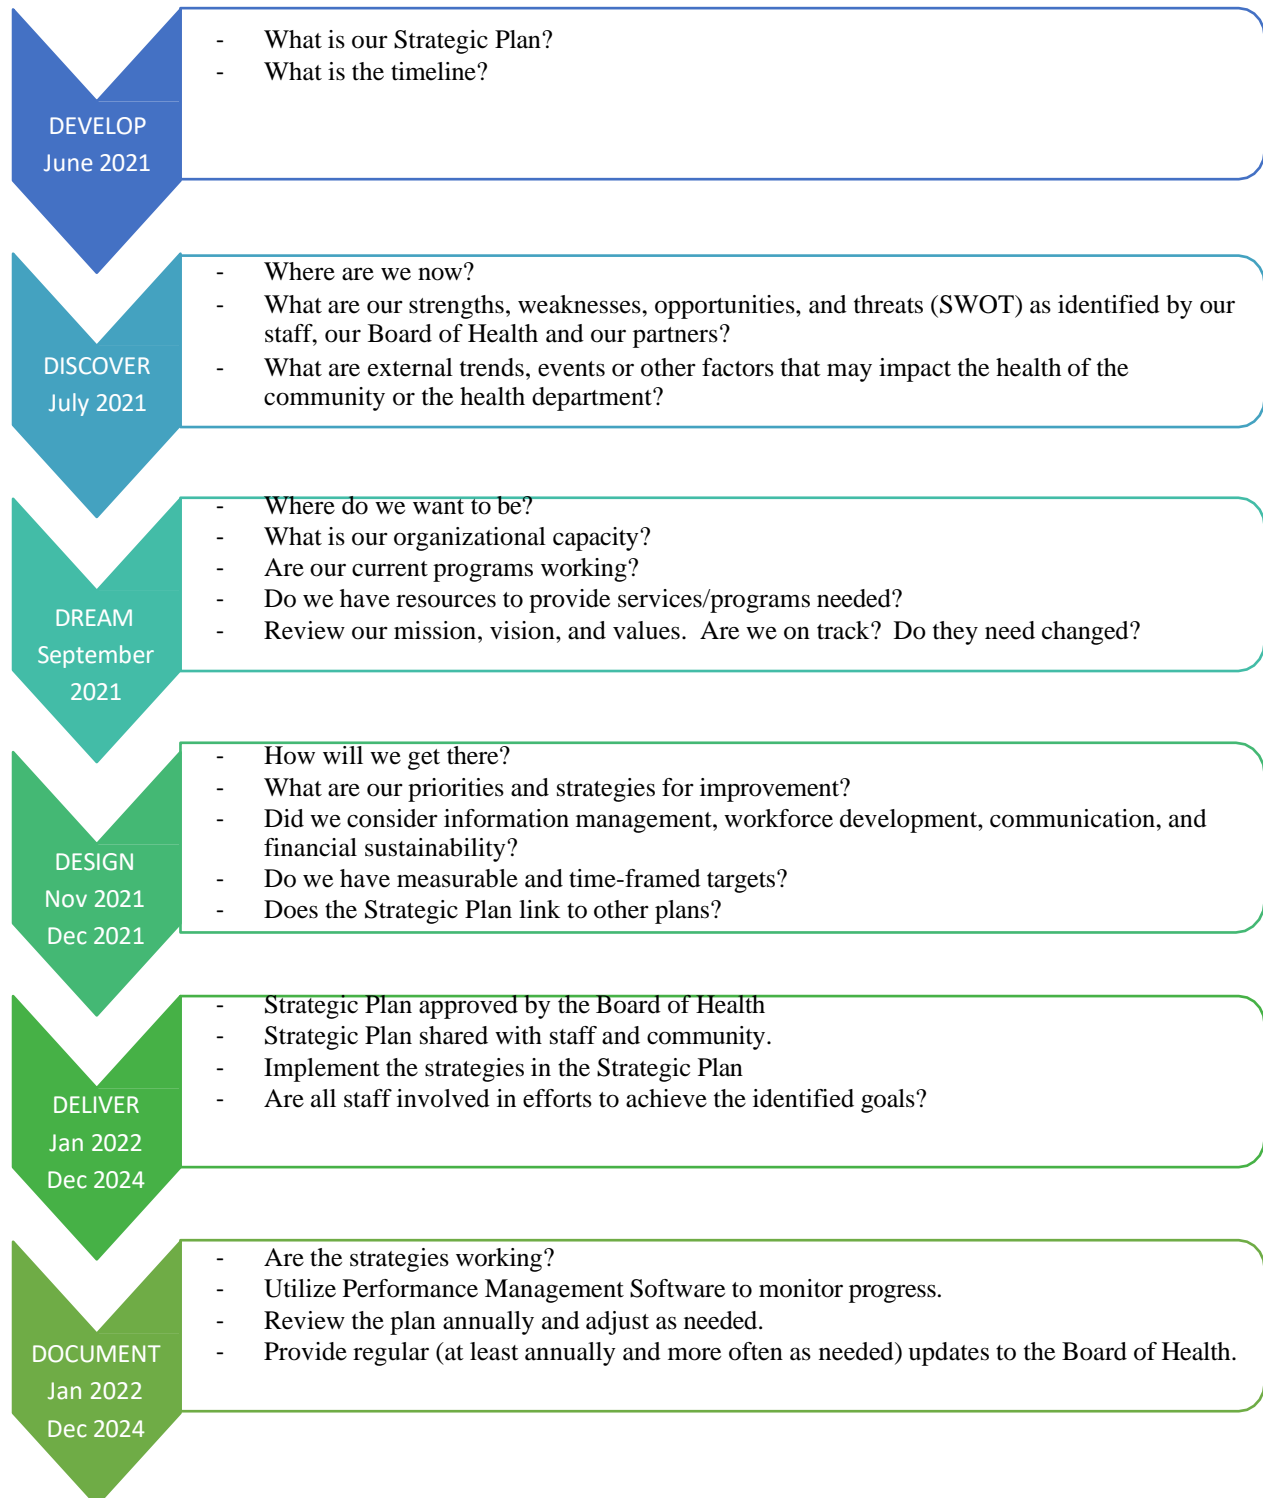 - What is our Strategic Plan?
- What is the timeline?
DEVELOP
June 2021
- Where are we now?
- What are our strengths, weaknesses, opportunities, and threats (SWOT) as identified by our
staff, our Board of Health and our partners?
- What are external trends, events or other factors that may impact the health of the
community or the health department?
DISCOVER
July 2021
- Where do we want to be?
- What is our organizational capacity?
- Are our current programs working?
- Do we have resources to provide services/programs needed?
- Review our mission, vision, and values.  Are we on track?  Do they need changed?
DREAM
September
2021
- How will we get there?
- What are our priorities and strategies for improvement?
- Did we consider information management, workforce development, communication, and
financial sustainability?
- Do we have measurable and time-framed targets?
- Does the Strategic Plan link to other plans?
DESIGN
Nov 2021
Dec 2021
- Strategic Plan approved by the Board of Health
- Strategic Plan shared with staff and community.
- Implement the strategies in the Strategic Plan
- Are all staff involved in efforts to achieve the identified goals?
DELIVER
Jan 2022
Dec 2024
- Are the strategies working?
- Utilize Performance Management Software to monitor progress.
- Review the plan annually and adjust as needed.
- Provide regular (at least annually and more often as needed) updates to the Board of Health.
DOCUMENT
Jan 2022
Dec 2024